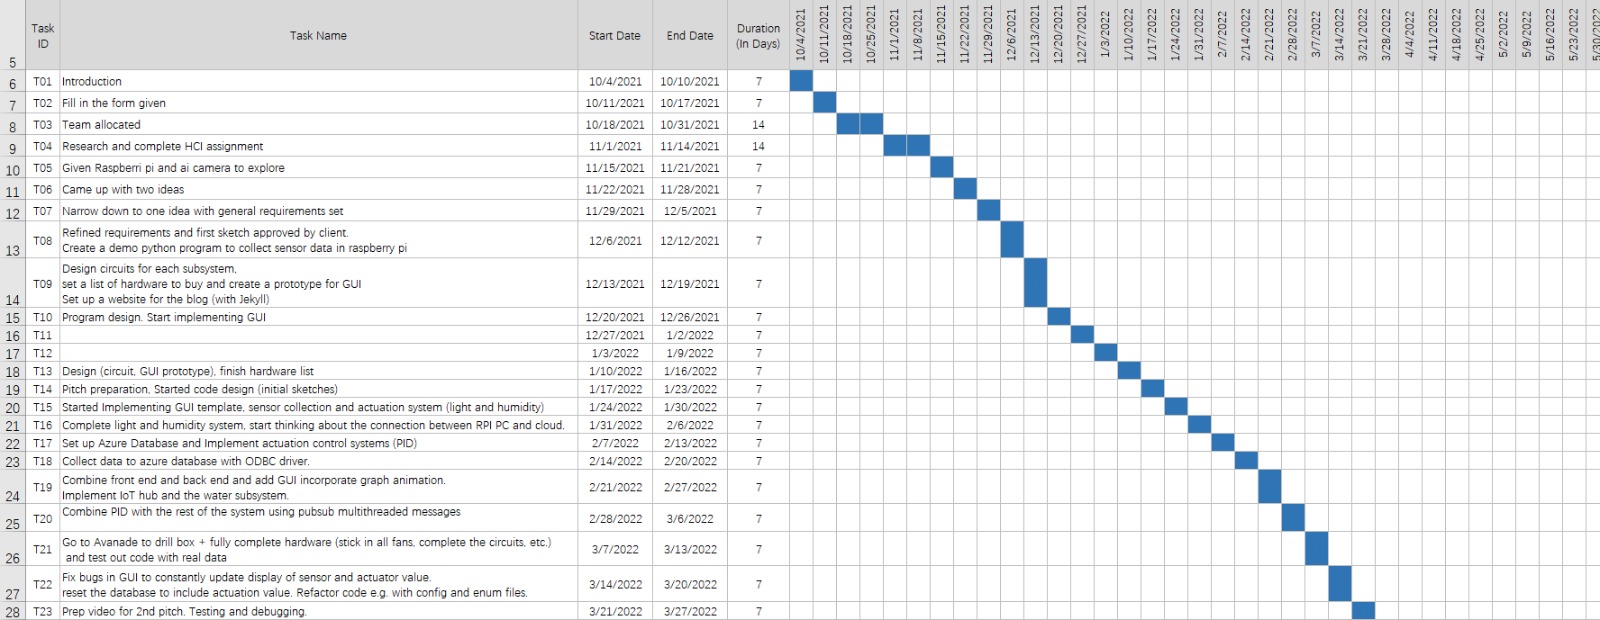 Task ID Task Name Start Date End Date Duration (In Days) 10/4/2021 10/11/2021 10/18/2021 10/25/2021 11/1/2021 11/8/2021 11/15/2021 11/22/2021 11/29/2021 12/6/2021 12/13/2021 12/20/2021 12/27/2021 1/3/2022 1/10/2022 1/17/2022 1/24/2022 1/31/2022 2/7/2022 2/14/2022 2/21/2022 2/28/2022 3/7/2022 3/14/2022 3/21/2022 3/28/2022 4/4/2022 4/11/2022 4/18/2022 4/25/2022 5/2/2022 5/9/2022 5/16/2022 5/23/2022
5
6 T01 Introduction 10/4/2021 10/10/2021 7
7 T02 Fill in the form given 10/11/2021 10/17/2021 7
8 T03 Team allocated 10/18/2021 10/31/2021 14
9 T04 Research and complete HCI assignment 11/1/2021 11/14/2021 14
10 T05 Given Raspberri pi and ai camera to explore 11/15/2021 11/21/2021 7
11 T06 Came up with two ideas 11/22/2021 11/28/2021 7
12 T07 Narrow down to one idea with general requirements set 11/29/2021 12/5/2021 7
13 T08 Refined requirements and first sketch approved by client.
Create a demo python program to collect sensor data in raspberry pi 12/6/2021 12/12/2021 7
14 T09 Design circuits for each subsystem,
set a list of hardware to buy and create a prototype for GUI
Set up a website for the blog (with Jekyll) 12/13/2021 12/19/2021 7
15 T10 Program design. Start implementing GUI 12/20/2021 12/26/2021 7
16 T11 12/27/2021 1/2/2022 7
17 T12 1/3/2022 1/9/2022 7
18 T13 Design (circuit, GUI prototype), finish hardware list 1/10/2022 1/16/2022 7
19 T14 Pitch preparation, Started code design (initial sketches) 1/17/2022 1/23/2022 7
20 T15 Started Implementing GUI template, sensor collection and actuation system (light and humidity) 1/24/2022 1/30/2022 7
21 T16 Complete light and humidity system, start thinking about the connection between RPI PC and cloud. 1/31/2022 2/6/2022 7
22 T17 Set up Azure Database and Implement actuation control systems (PID) 2/7/2022 2/13/2022 7
23 T18 Collect data to azure database with ODBC driver. 2/14/2022 2/20/2022 7
24 T19 Combine front end and back end and add GUI incorporate graph animation.
Implement IoT hub and the water subsystem. 2/21/2022 2/27/2022 7
25 T20 Combine PID with the rest of the system using pubsub multithreaded messages 2/28/2022 3/6/2022 7
26 T21 Go to Avanade to drill box + fully complete hardware (stick in all fans, complete the circuits, etc.)
and test out code with real data 3/7/2022 3/13/2022 7
27 T22 Fix bugs in GUI to constantly update display of sensor and actuator value.
reset the database to include actuation value. Refactor code e.g. with config and enum files. 3/14/2022 3/20/2022 7
28 T23 Prep video for 2nd pitch. Testing and debugging. 3/21/2022 3/27/2022 7